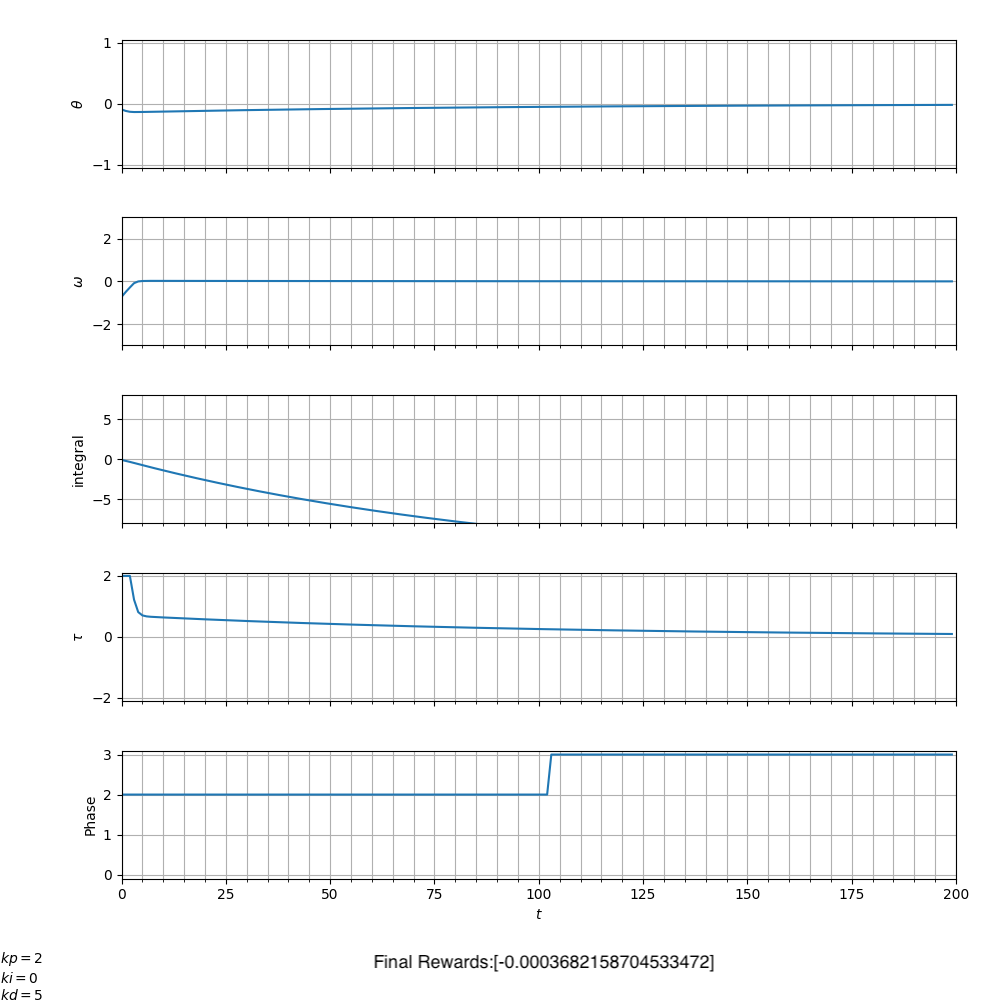 1
0
−1
θ
2
0
−2
ω
5
0
−5
integral
2
0
−2
τ
3
2
1
0
Phase
0 25 50 75 100 125 150 175 200
t
kp = 2
Final Rewards:[-0.0003682158704533472]
ki = 0
kd = 5